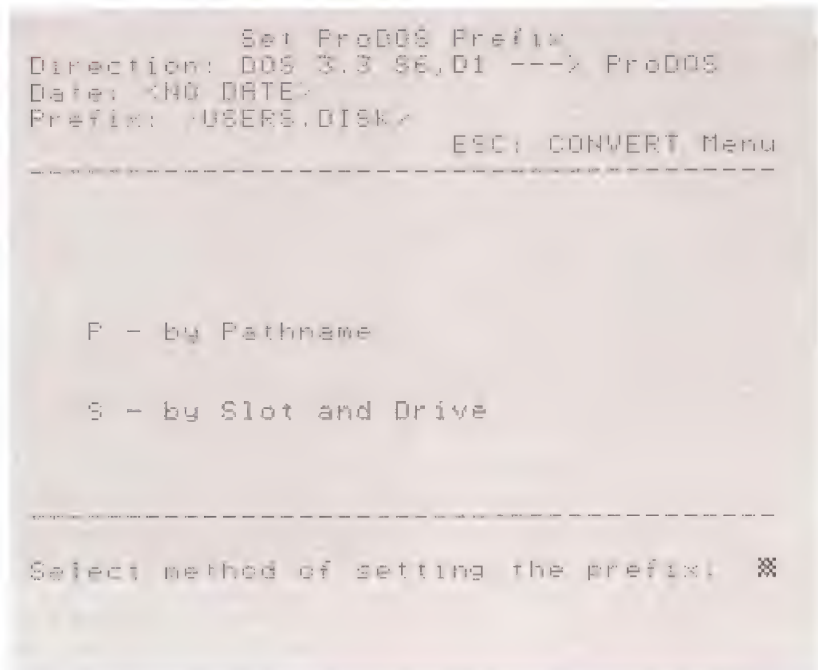 Set ProDOS Prefix
Direction: DOS 3.3 S6,D1 ---> ProDOS
Date: <NO DATE>
Prefix: /USERS.DISK/
ESC: CONVERT Menu
---------------------------------------
P - by Pathname
S - by Slot and Drive
---------------------------------------
Select method of setting the prefix: